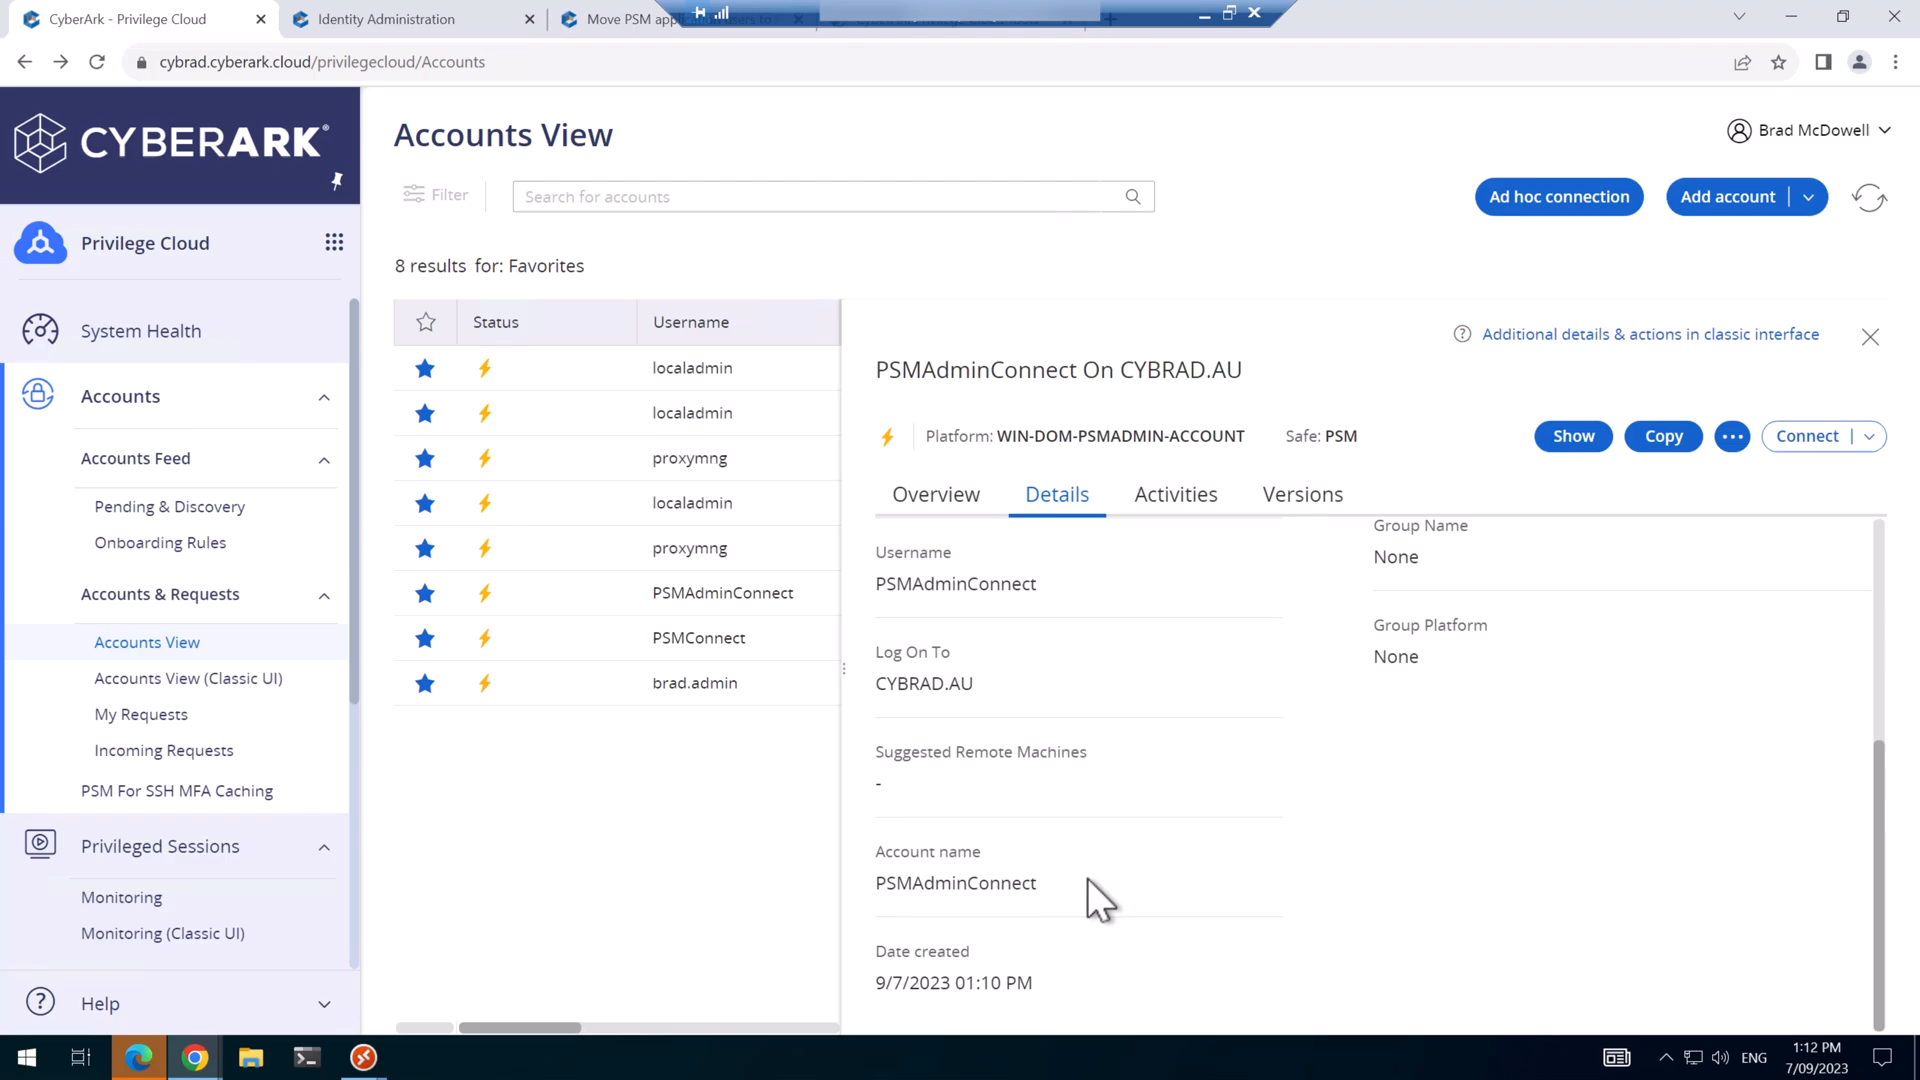 CyberArk - Privilege Cloud
Identity Administration
Move PSM
cybrad.cyberark.cloud/privilegecloud/Accounts
CYBERARK®
Accounts View
Brad McDowell
Filter
Search for accounts
Ad hoc connection
Add account
Privilege Cloud
8 results for: Favorites
System Health
Status
Username
Additional details & actions in classic interface
localadmin
PSMAdminConnect On CYBRAD.AU
Accounts
localadmin
Platform: WIN-DOM-PSMADMIN-ACCOUNT
Safe: PSM
Show
Copy
Connect
Accounts Feed
proxymng
Overview
Details
Activities
Versions
Pending & Discovery
localadmin
Group Name
Onboarding Rules
proxymng
Username
None
PSMAdminConnect
Accounts & Requests
PSMAdminConnect
Group Platform
Accounts View
PSMConnect
Log On To
None
Accounts View (Classic UI)
brad.admin
CYBRAD.AU
My Requests
Incoming Requests
Suggested Remote Machines
-
PSM For SSH MFA Caching
Privileged Sessions
Account name
PSMAdminConnect
Monitoring
Monitoring (Classic UI)
Date created
9/7/2023 01:10 PM
Help
ENG
1:12 PM
7/09/2023